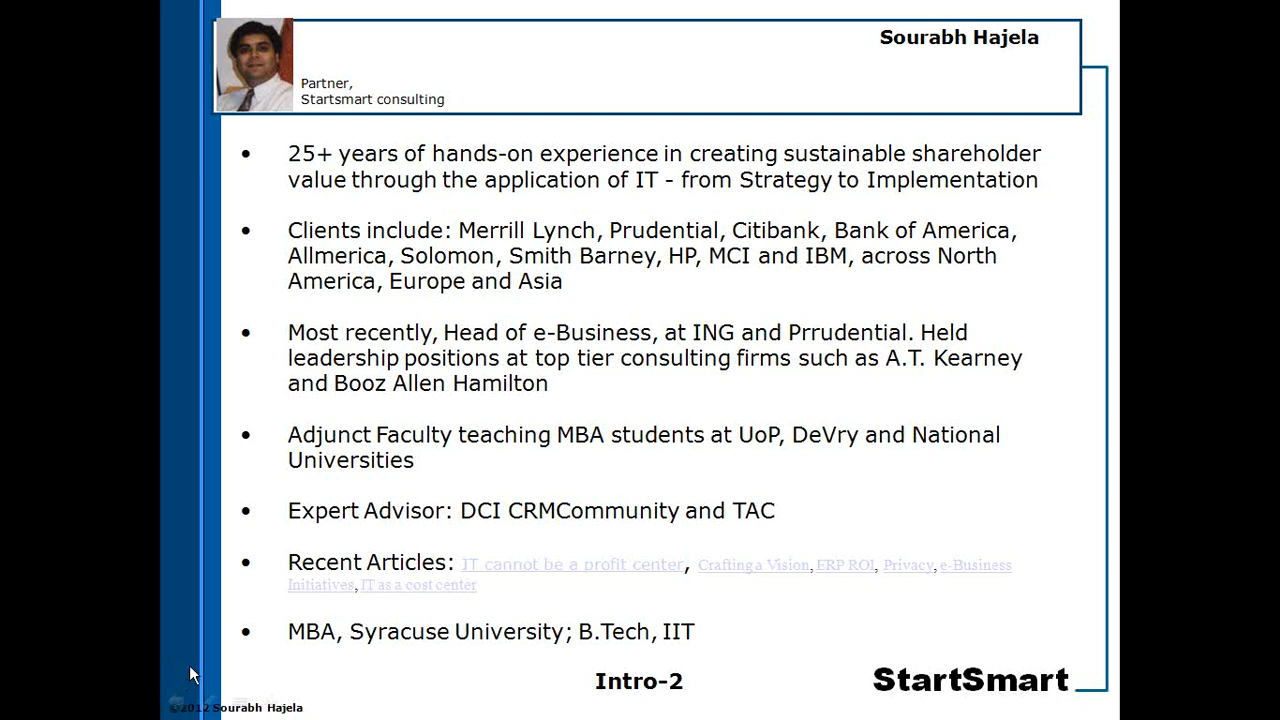 Sourabh Hajela
Partner,
Startsmart consulting
• 25+ years of hands-on experience in creating sustainable shareholder
value through the application of IT - from Strategy to Implementation
• Clients include: Merrill Lynch, Prudential, Citibank, Bank of America,
Allmerica, Solomon, Smith Barney, HP, MCI and IBM, across North
America, Europe and Asia
• Most recently, Head of e-Business, at ING and Prrudential. Held
leadership positions at top tier consulting firms such as A.T. Kearney
and Booz Allen Hamilton
• Adjunct Faculty teaching MBA students at UoP, DeVry and National
Universities
• Expert Advisor: DCI CRMCommunity and TAC
• Recent Articles: IT cannot be a profit center, Crafting a Vision, ERP ROI, Privacy, e-Business
Initiatives, IT as a cost center
• MBA, Syracuse University; B.Tech, IIT
Intro-2
StartSmart
©2012 Sourabh Hajela